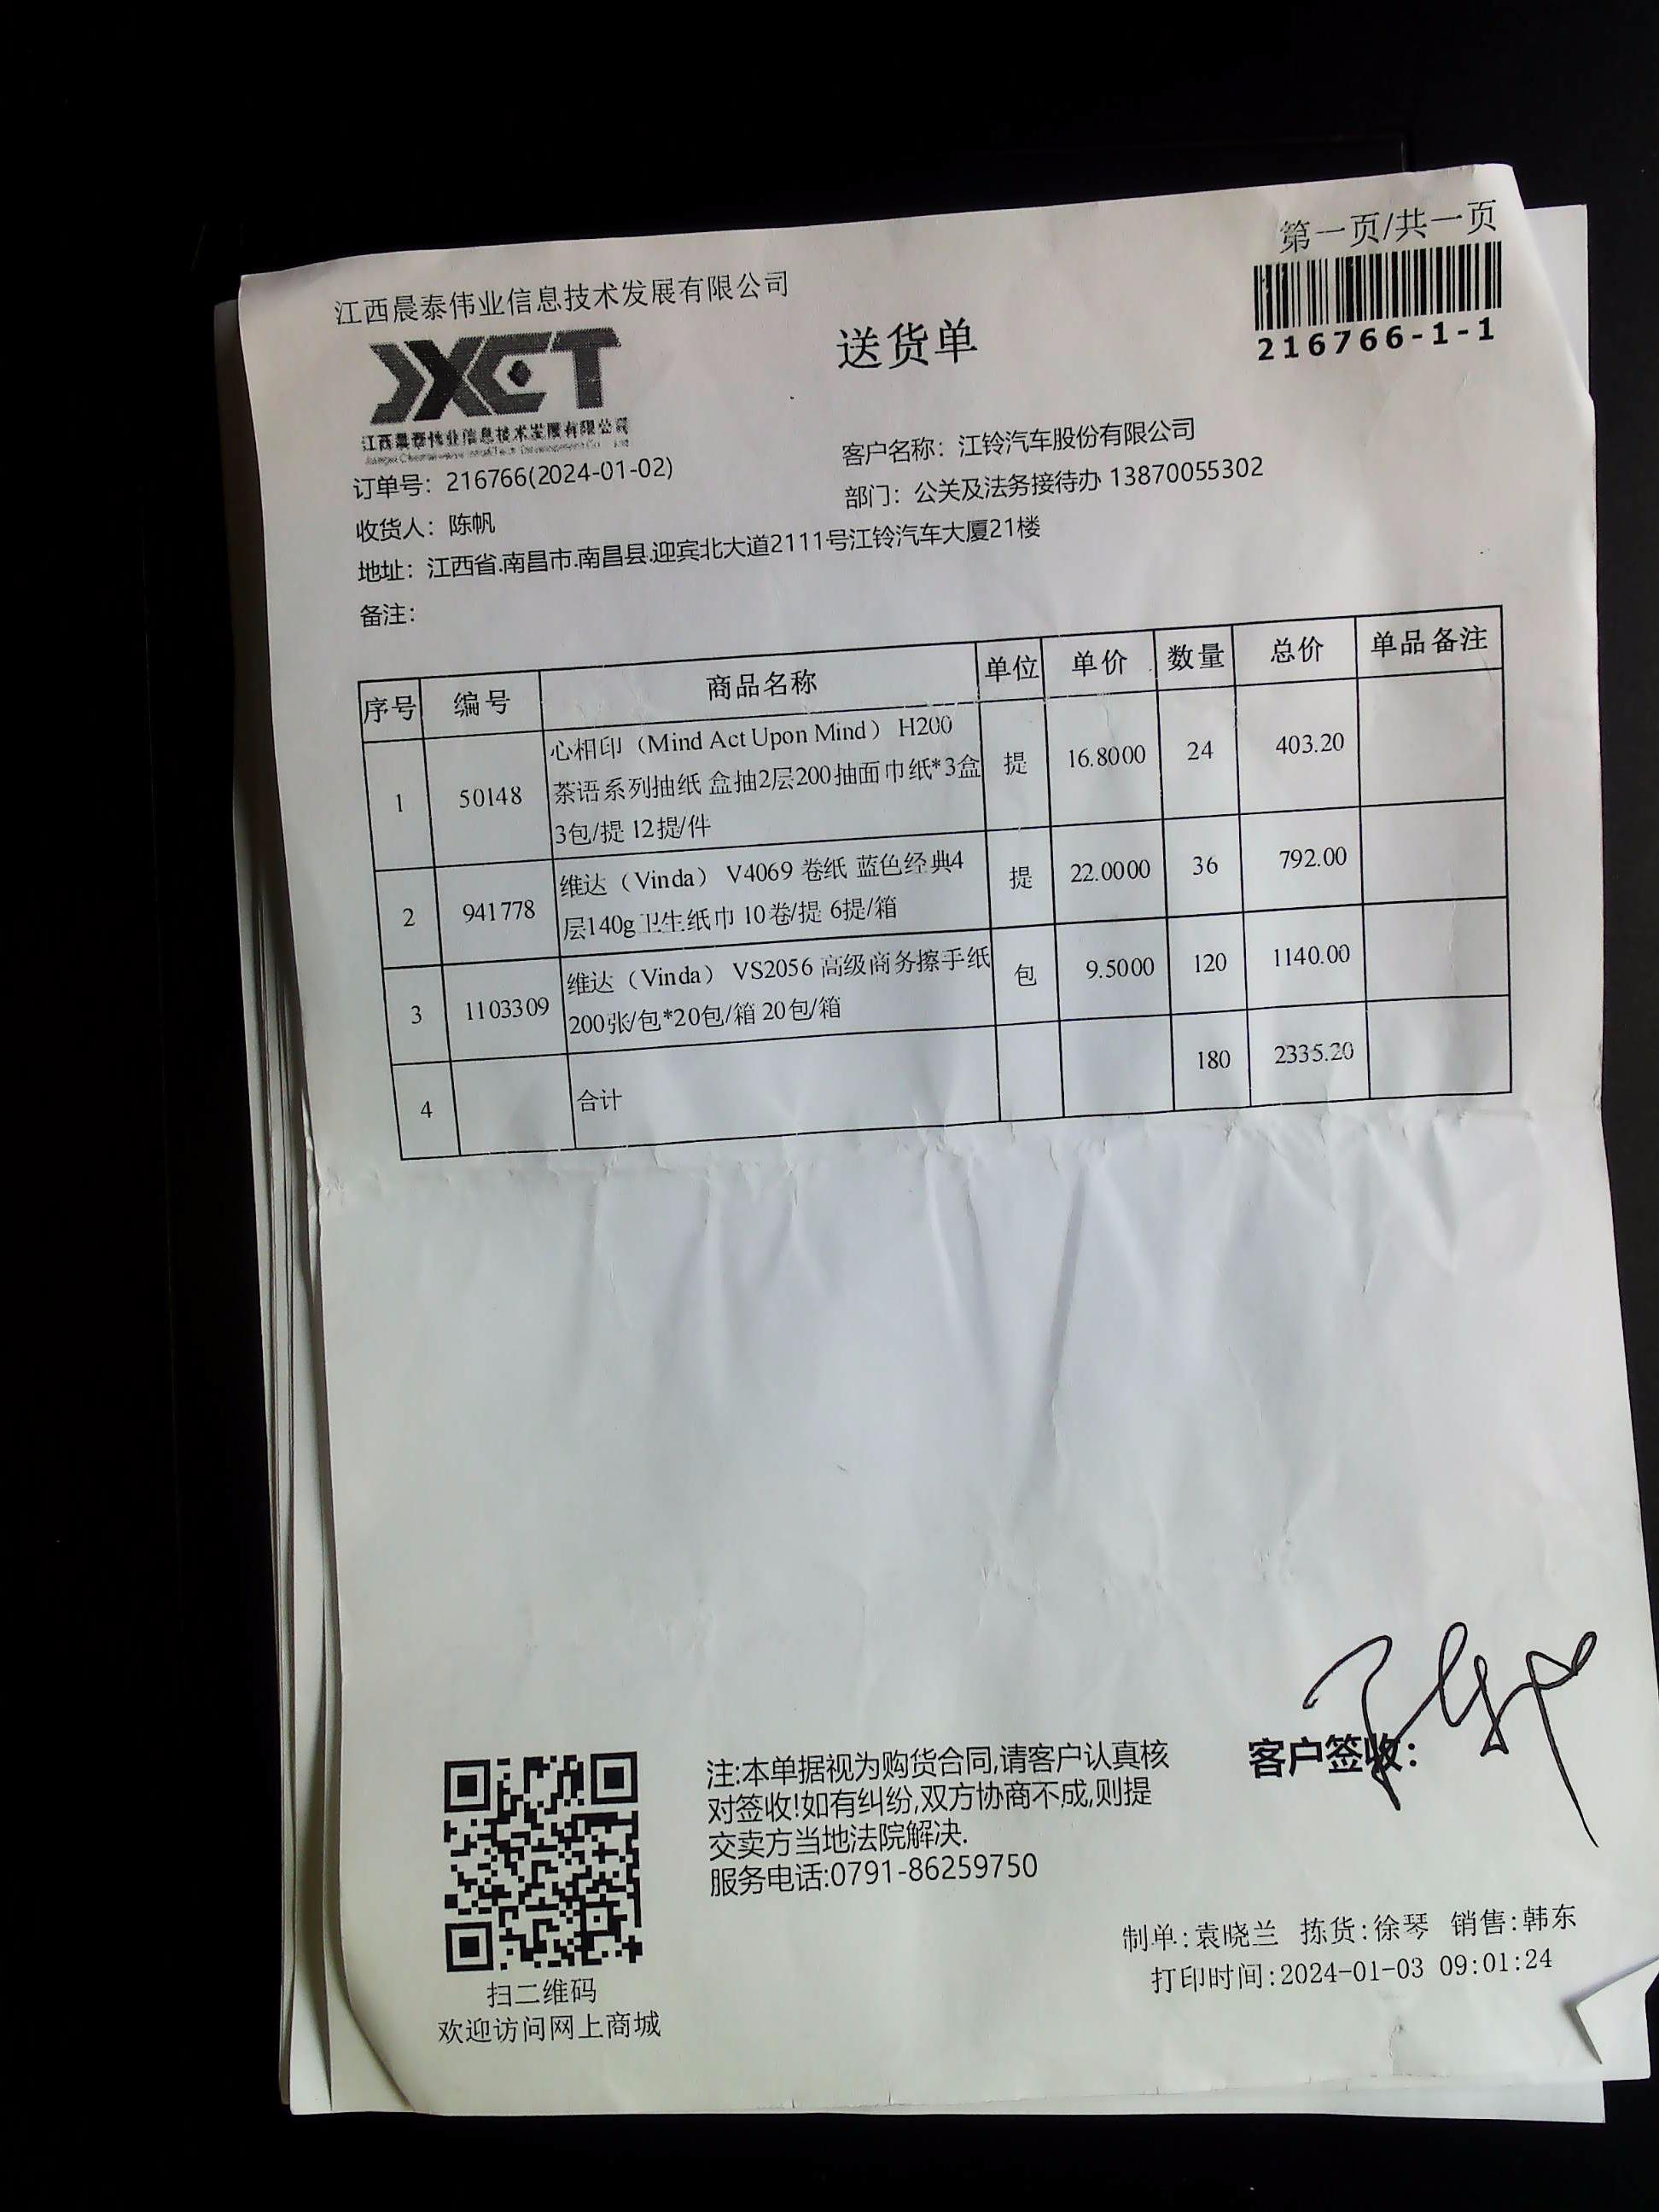 第一页/共一页
江西晨泰伟业信息技术发展有限公司
送货单
216766-1-1
JXCT
江西晨泰伟业信息技术发展有限公司
订单号：216766(2024-01-02)
客户名称：江铃汽车股份有限公司
收货人：陈帆
部门：公关及法务接待办 13870055302
地址：江西省.南昌市.南昌县.迎宾北大道2111号江铃汽车大厦21楼
备注：
序号 编号 商品名称 单位 单价 数量 总价 单品备注
1 50148 心相印（Mind Act Upon Mind） H200 提 16.8000 24 403.20
茶语系列抽纸 盒抽2层200抽面巾纸*3盒
3包/提 12提/件
2 941778 维达（Vinda） V4069 卷纸 蓝色经典4 提 22.0000 36 792.00
层140g卫生纸巾 10卷/提 6提/箱
3 1103309 维达（Vinda） VS2056 高级商务擦手纸 包 9.5000 120 1140.00
200张/包*20包/箱 20包/箱
4 合计 180 2335.20
注:本单据视为购货合同,请客户认真核
对签收!如有纠纷,双方协商不成,则提
交卖方当地法院解决.
服务电话:0791-86259750
客户签收：
扫二维码
欢迎访问网上商城
制单:袁晓兰 拣货:徐琴 销售:韩东
打印时间:2024-01-03 09:01:24